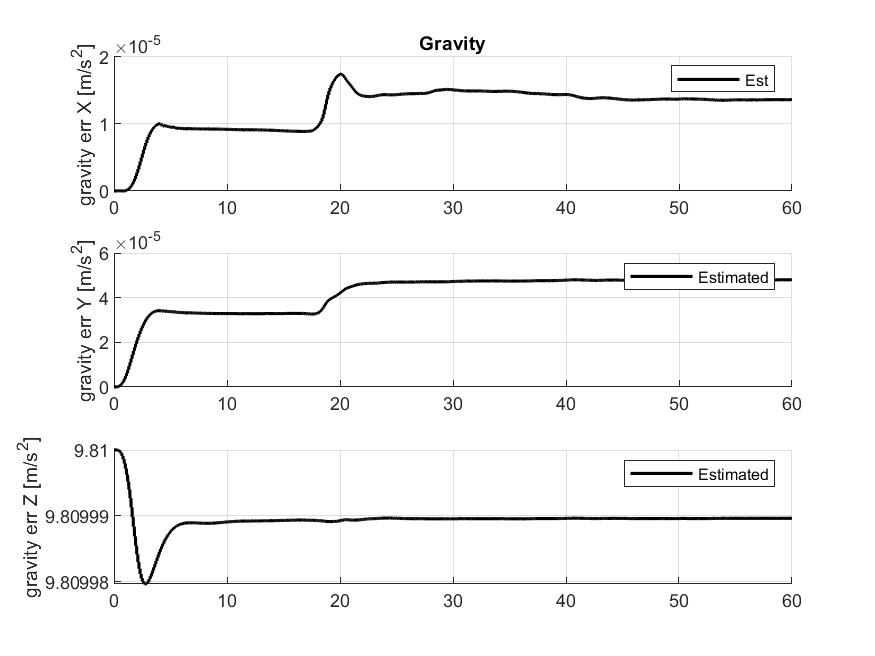 Gravity
×10-5
gravity err X [m/s2]
2
1
0
Est
0 10 20 30 40 50 60
×10-5
gravity err Y [m/s2]
6
4
2
0
Estimated
0 10 20 30 40 50 60
gravity err Z [m/s2]
9.81
9.80999
9.80998
Estimated
0 10 20 30 40 50 60